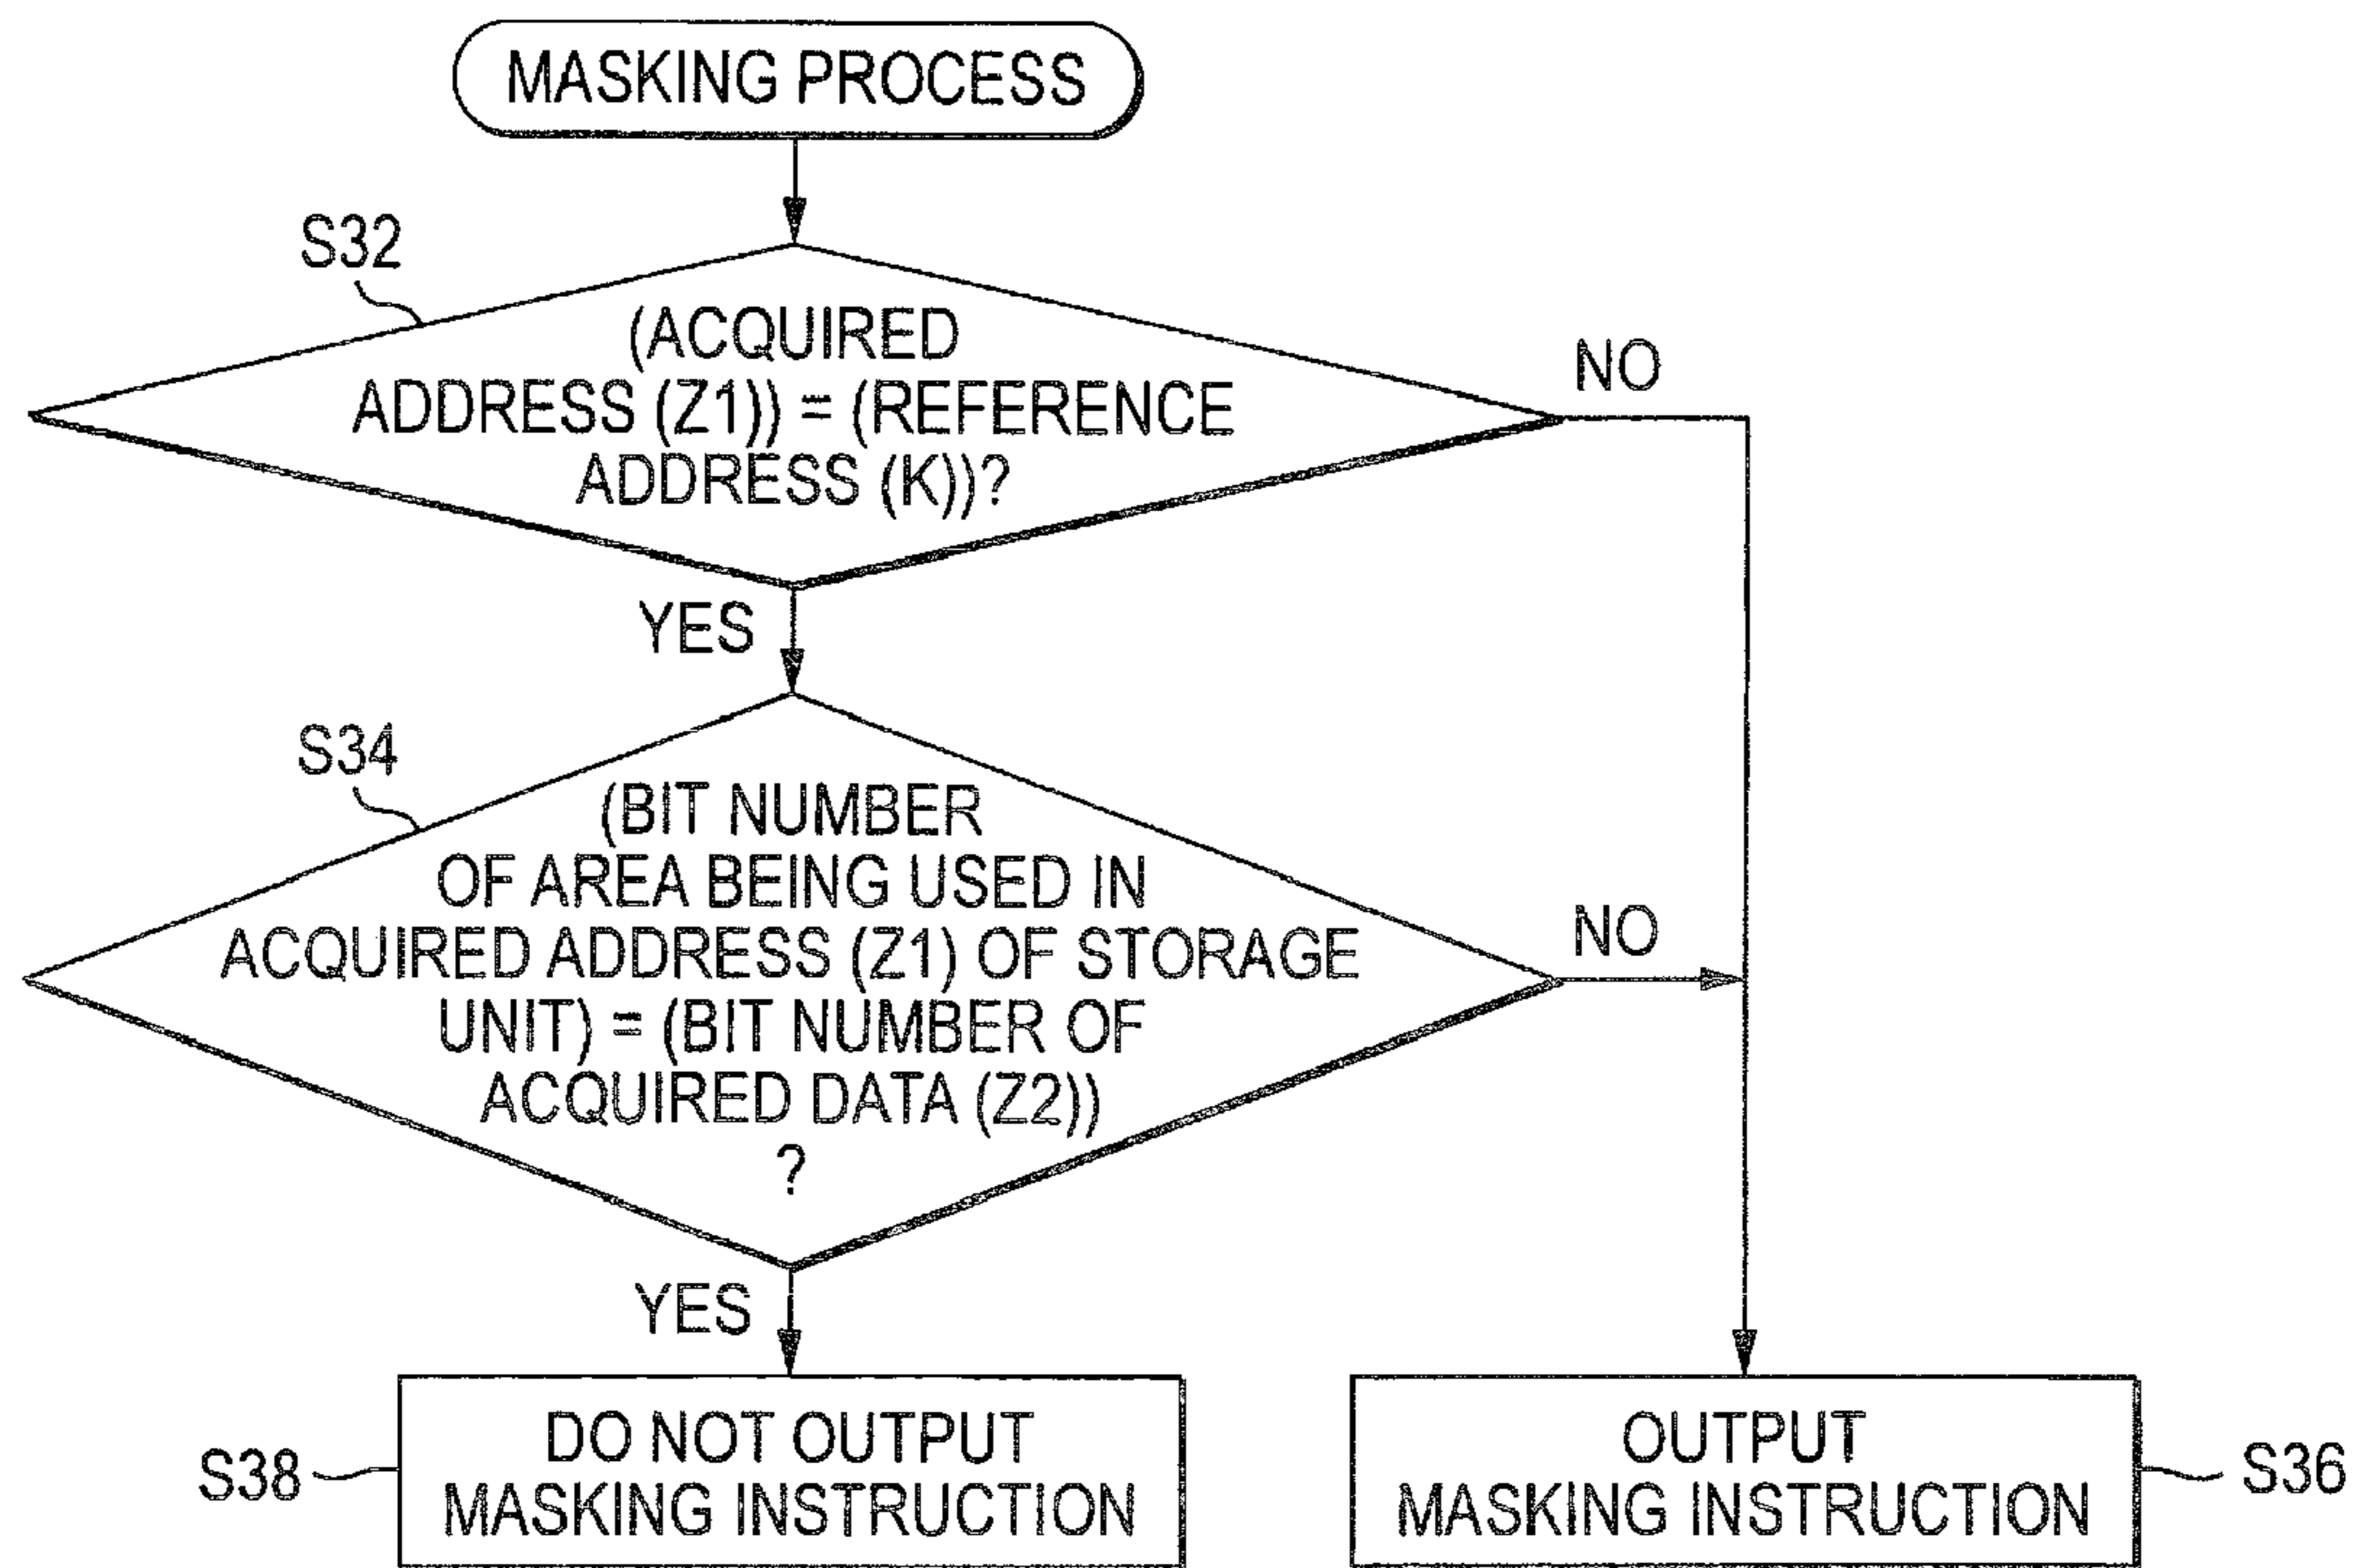 MASKING PROCESS
S32
(ACQUIRED
ADDRESS (Z1)) = (REFERENCE
ADDRESS (K))?
NO
YES
S34
(BIT NUMBER
OF AREA BEING USED IN
ACQUIRED ADDRESS (Z1) OF STORAGE
UNIT) = (BIT NUMBER OF
ACQUIRED DATA (Z2))
?
NO
YES
S38
DO NOT OUTPUT
MASKING INSTRUCTION
OUTPUT
MASKING INSTRUCTION
S36